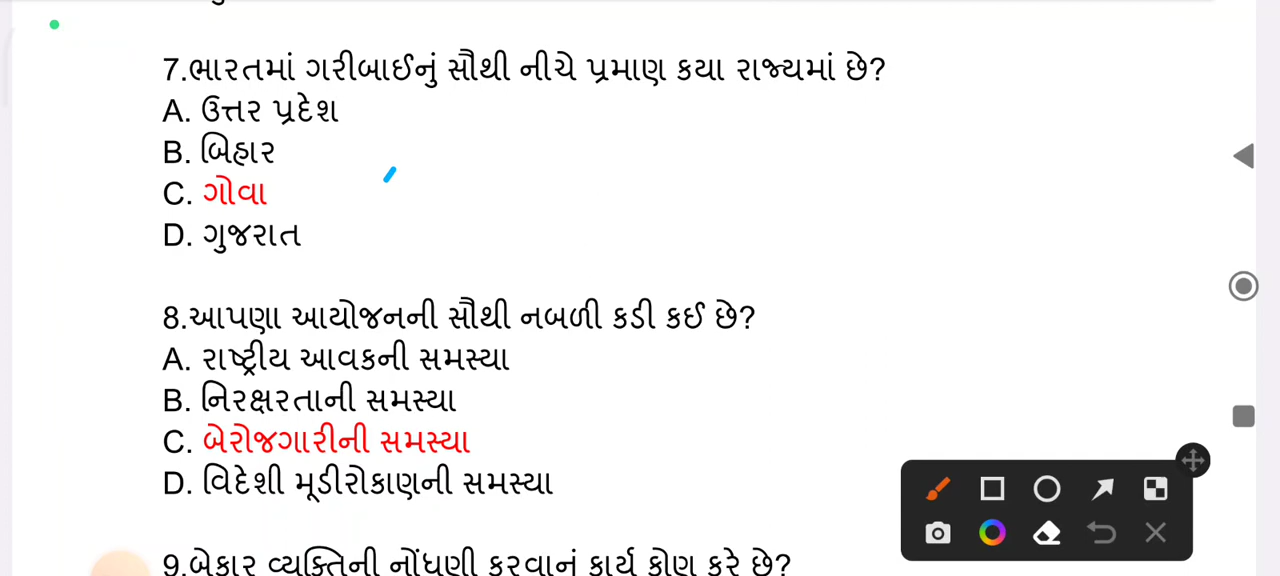 7.ભારતમાં ગરીબાઈનું સૌથી નીચે પ્રમાણ કયા રાજ્યમાં છે?
A. ઉત્તર પ્રદેશ
B. બિહાર
C. ગોવા
D. ગુજરાત
8.આપણા આયોજનની સૌથી નબળી કડી કઈ છે?
A. રાષ્ટ્રીય આવકની સમસ્યા
B. નિરક્ષરતાની સમસ્યા
C. બેરોજગારીની સમસ્યા
D. વિદેશી મૂડીરોકાણની સમસ્યા
9.બેકાર વ્યક્તિની નોંધણી કરવાનું કાર્ય કોણ કરે છે?